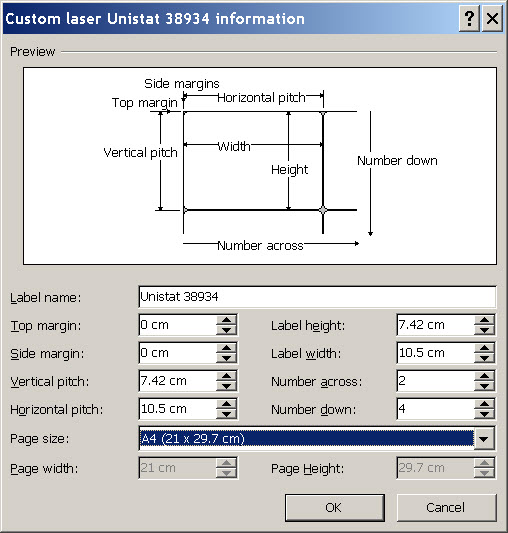 Custom laser Unistat 38934 information
Preview
Side margins
Top margin
Horizontal pitch
Vertical pitch
Width
Height
Number down
Number across
Label name: Unistat 38934
Top margin: 0 cm Label height: 7.42 cm
Side margin: 0 cm Label width: 10.5 cm
Vertical pitch: 7.42 cm Number across: 2
Horizontal pitch: 10.5 cm Number down: 4
Page size: A4 (21 x 29.7 cm)
Page width: 21 cm Page Height: 29.7 cm
OK Cancel